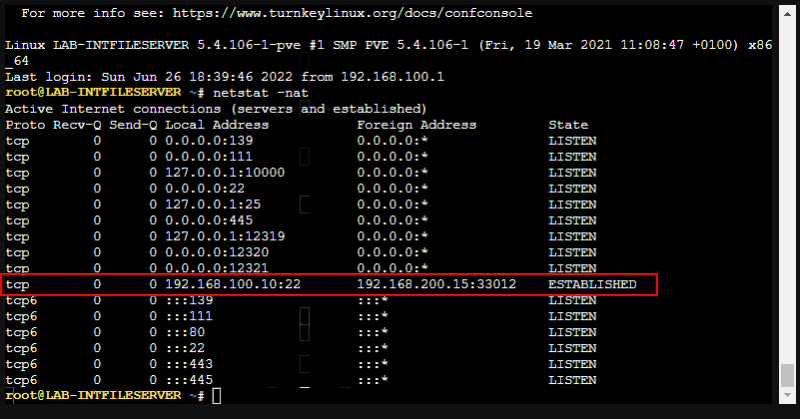 For more info see: https://www.turnkeylinux.org/docs/confconsole
Linux LAB-INTFILESERVER 5.4.106-1-pve #1 SMP PVE 5.4.106-1 (Fri, 19 Mar 2021 11:08:47 +0100) x86
_64
Last login: Sun Jun 26 18:39:46 2022 from 192.168.100.1
root@LAB-INTFILESERVER ~# netstat -nat
Active Internet connections (servers and established)
Proto Recv-Q Send-Q Local Address           Foreign Address         State
tcp        0      0 0.0.0.0:139             0.0.0.0:*               LISTEN
tcp        0      0 0.0.0.0:111             0.0.0.0:*               LISTEN
tcp        0      0 127.0.0.1:10000         0.0.0.0:*               LISTEN
tcp        0      0 0.0.0.0:22              0.0.0.0:*               LISTEN
tcp        0      0 127.0.0.1:25            0.0.0.0:*               LISTEN
tcp        0      0 0.0.0.0:445             0.0.0.0:*               LISTEN
tcp        0      0 127.0.0.1:12319         0.0.0.0:*               LISTEN
tcp        0      0 0.0.0.0:12320           0.0.0.0:*               LISTEN
tcp        0      0 0.0.0.0:12321           0.0.0.0:*               LISTEN
tcp        0      0 192.168.100.10:22       192.168.200.15:33012    ESTABLISHED
tcp6       0      0 :::139                  :::*                    LISTEN
tcp6       0      0 :::111                  :::*                    LISTEN
tcp6       0      0 :::80                   :::*                    LISTEN
tcp6       0      0 :::22                   :::*                    LISTEN
tcp6       0      0 :::443                  :::*                    LISTEN
tcp6       0      0 :::445                  :::*                    LISTEN
root@LAB-INTFILESERVER ~#